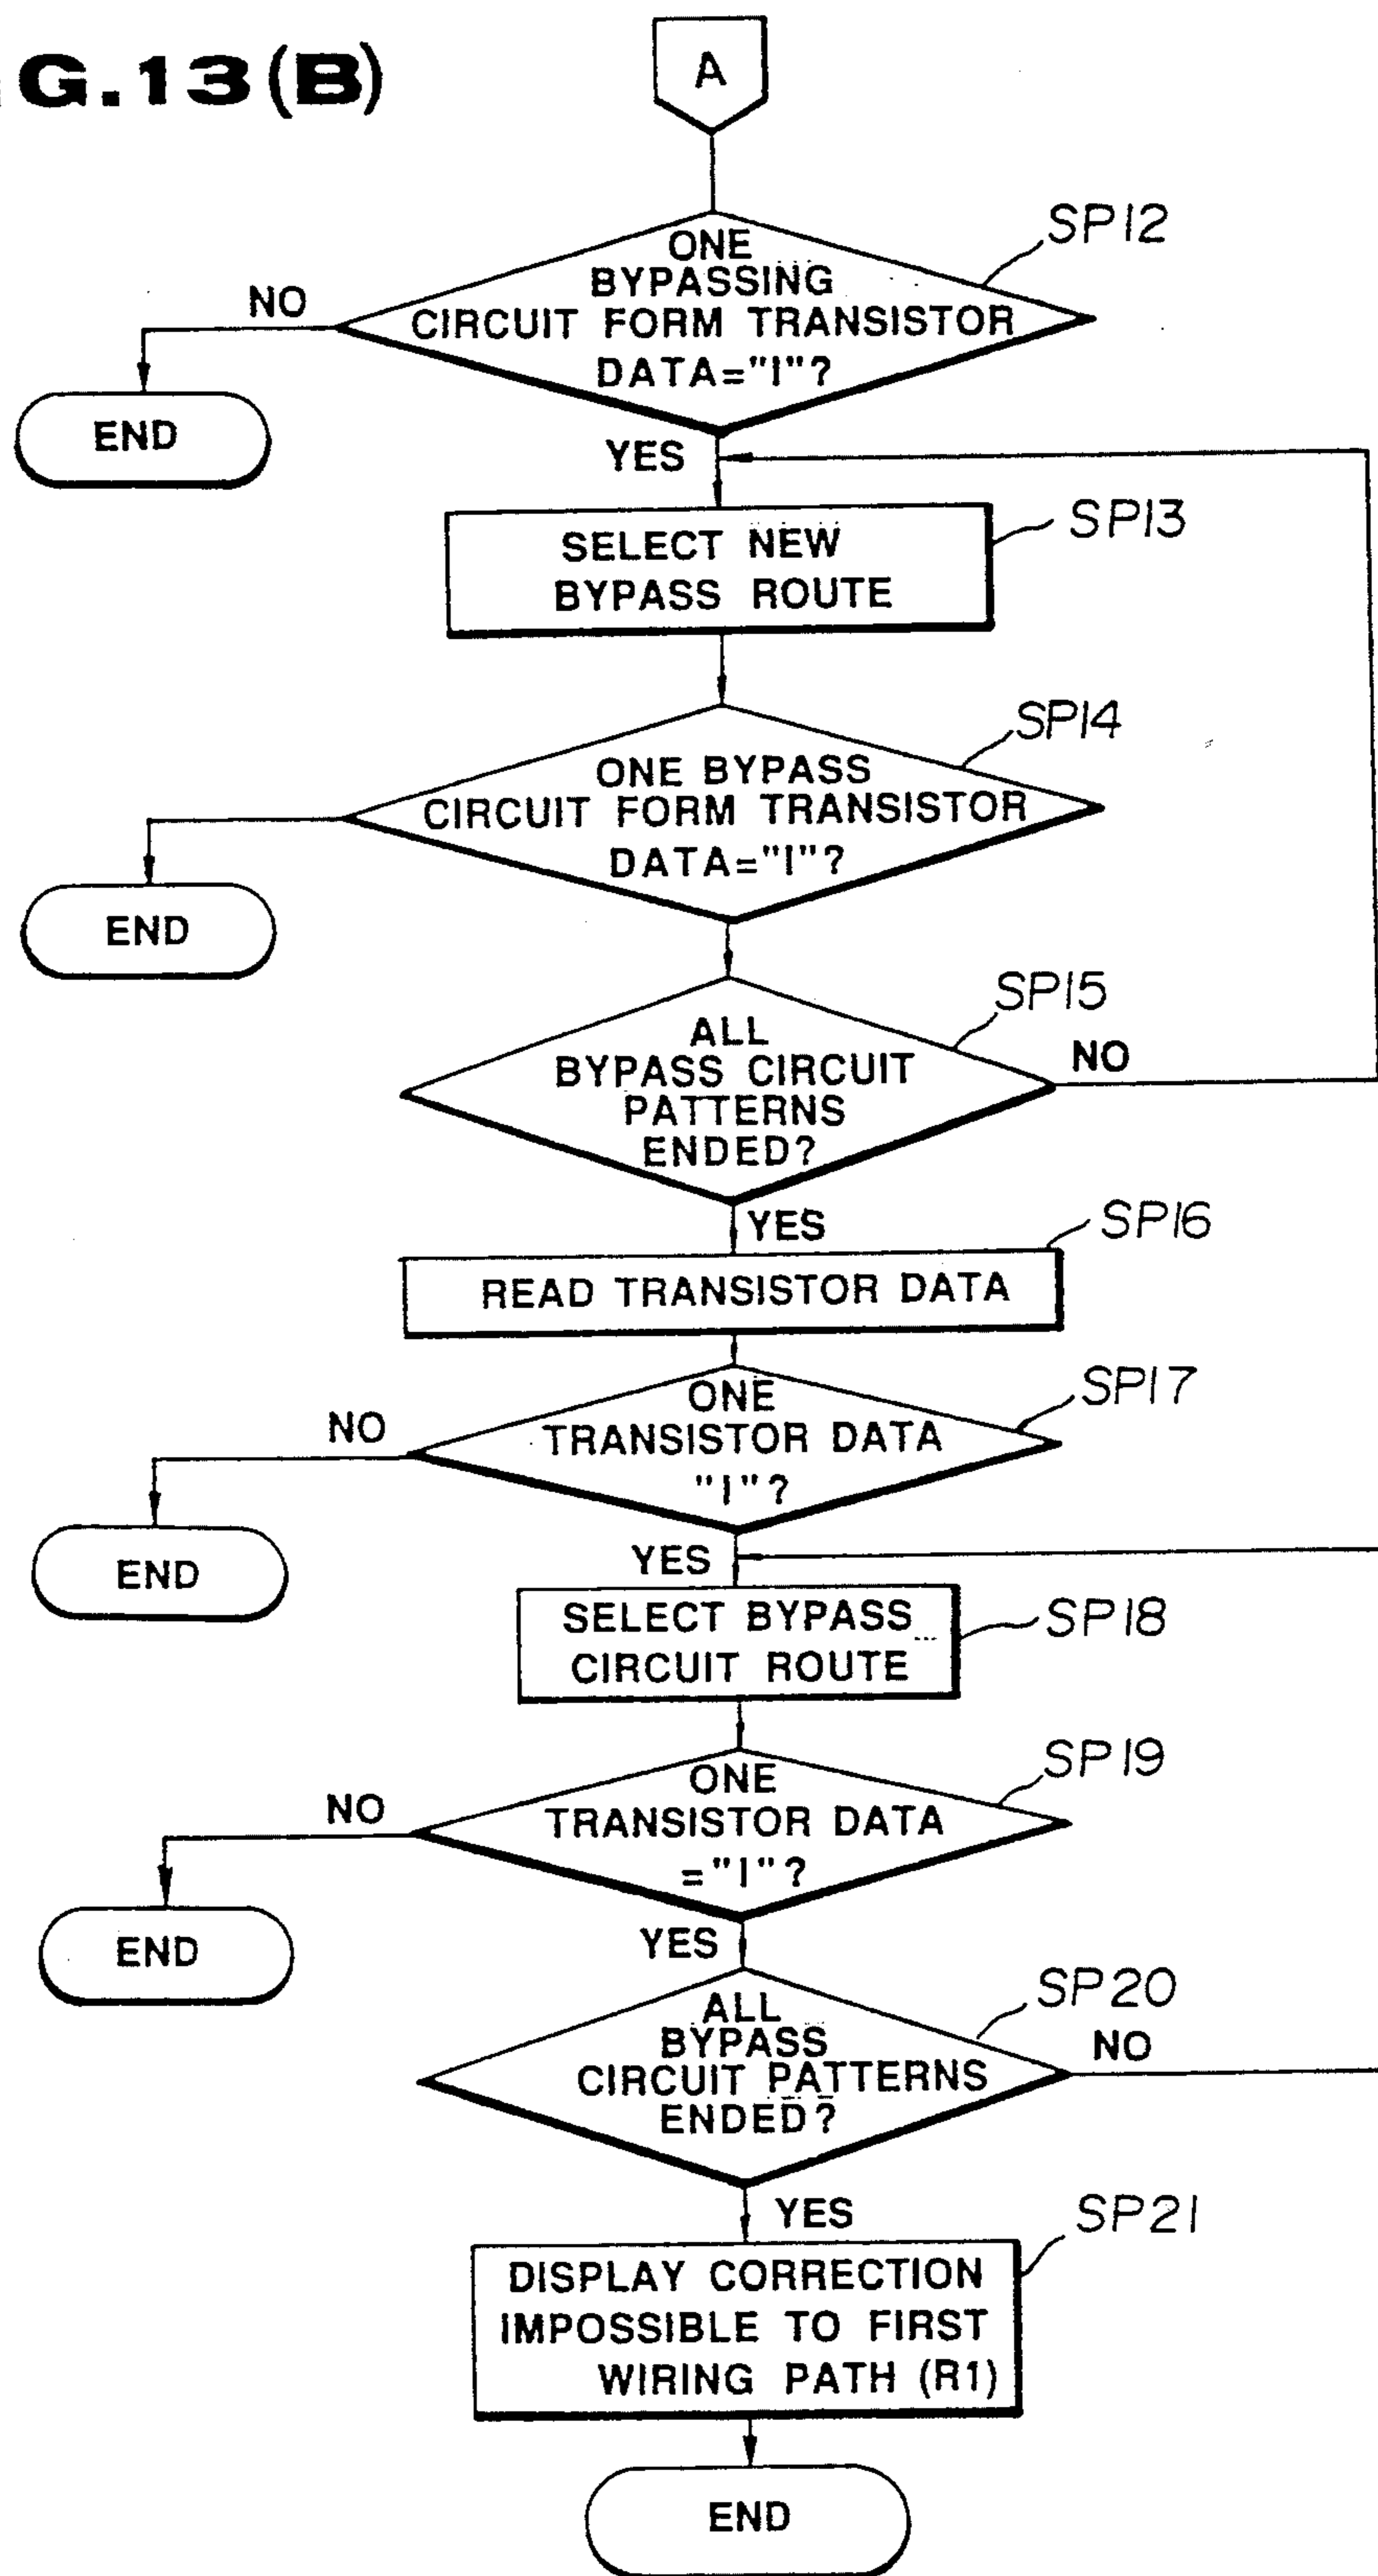 G.13(B)
A
SP12
ONE
BYPASSING
CIRCUIT FORM TRANSISTOR
DATA="1"?
NO
END
YES
SP13
SELECT NEW
BYPASS ROUTE
SP14
ONE BYPASS
CIRCUIT FORM TRANSISTOR
DATA="1"?
END
SP15
ALL
BYPASS CIRCUIT
PATTERNS
ENDED?
NO
YES
SP16
READ TRANSISTOR DATA
SP17
ONE
TRANSISTOR DATA
"1"?
NO
END
YES
SP18
SELECT BYPASS
CIRCUIT ROUTE
SP19
ONE
TRANSISTOR DATA
="1"?
NO
END
YES
SP20
ALL
BYPASS
CIRCUIT PATTERNS
ENDED?
NO
YES
SP21
DISPLAY CORRECTION
IMPOSSIBLE TO FIRST
WIRING PATH (R1)
END